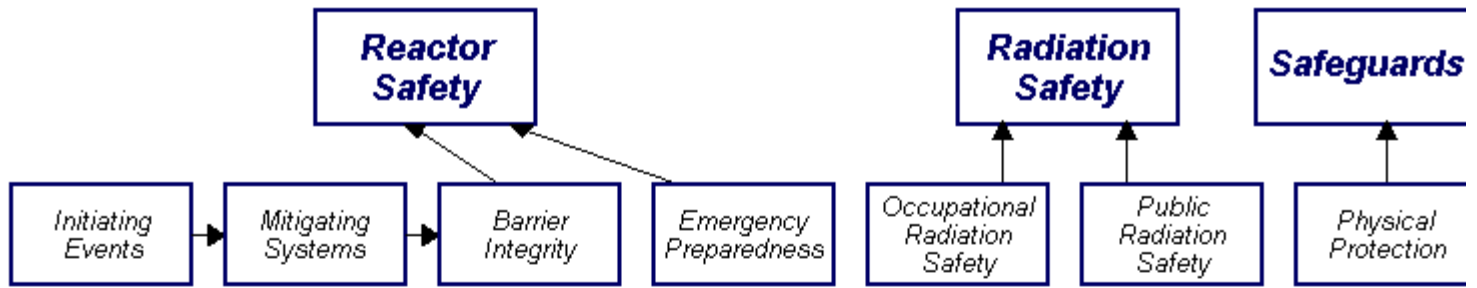 Reactor
Safety
Radiation
Safety
Safeguards
Initiating
Events
Mitigating
Systems
Barrier
Integrity
Emergency
Preparedness
Occupational
Radiation
Safety
Public
Radiation
Safety
Physical
Protection